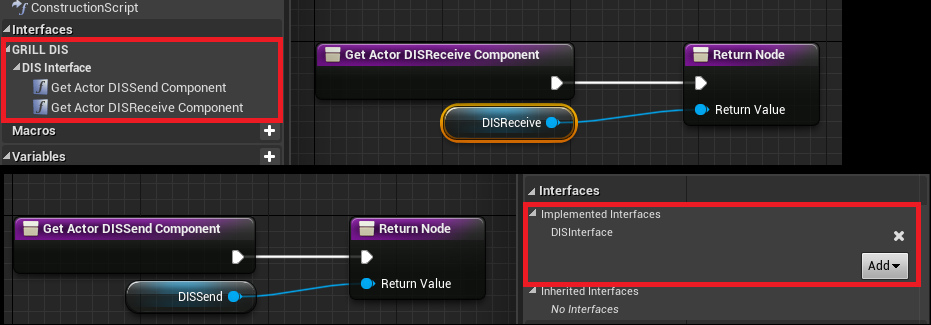 ConstructionScript
Interfaces
GRILL DIS
DIS Interface
Get Actor DISSend Component
Get Actor DISReceive Component
Macros
Variables
Get Actor DISReceive Component
Return Node
DISReceive
Return Value
Get Actor DISSend Component
Return Node
DISSend
Return Value
Interfaces
Implemented Interfaces
DISInterface
Add
Inherited Interfaces
No Interfaces